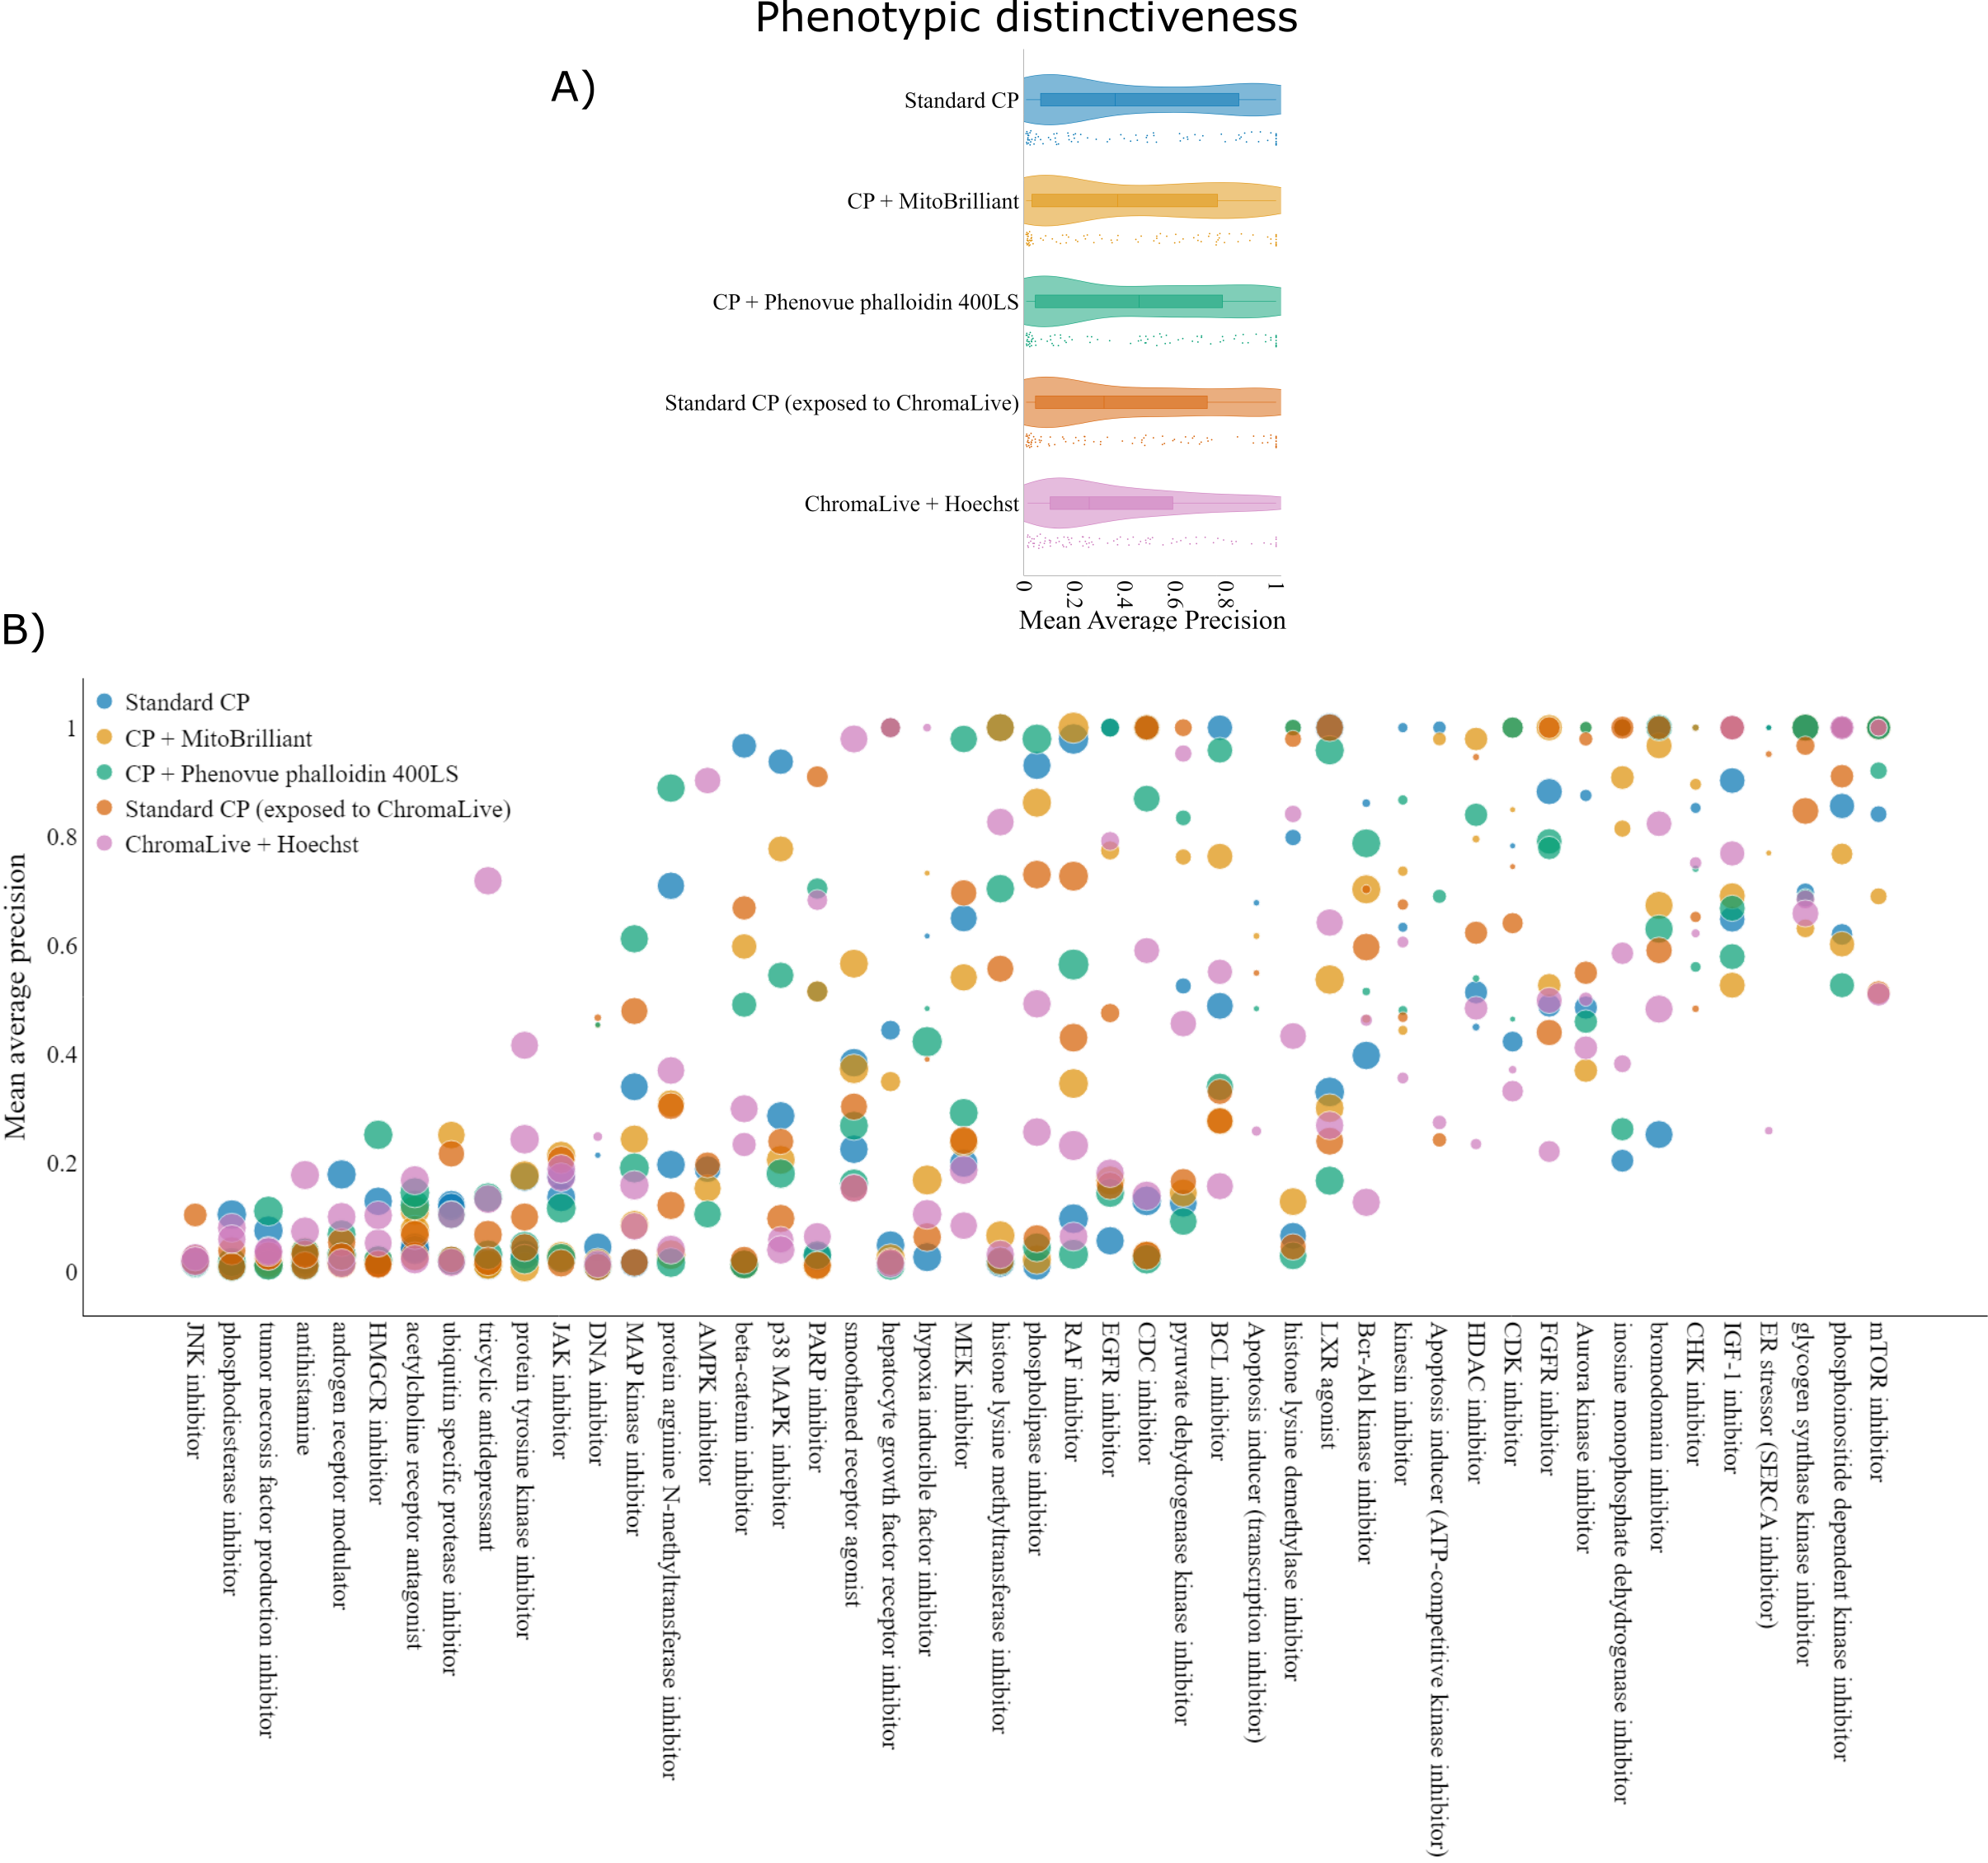 Phenotypic distinctiveness
A)
Standard CP
CP + MitoBrilliant
CP + Phenovue phalloidin 400LS
Standard CP (exposed to ChromaLive)
ChromaLive + Hoechst
0 0.2 0.4 0.6 0.8 1
Mean Average Precision
B)
Standard CP
CP + MitoBrilliant
CP + Phenovue phalloidin 400LS
Standard CP (exposed to ChromaLive)
ChromaLive + Hoechst
Mean average precision
1
0.8
0.6
0.4
0.2
0
JNK inhibitor
phosphodiesterase inhibitor
tumor necrosis factor production inhibitor
antihistamine
androgen receptor modulator
HMGCR inhibitor
acetylcholine receptor antagonist
ubiquitin specific protease inhibitor
tricyclic antidepressant
protein tyrosine kinase inhibitor
JAK inhibitor
DNA inhibitor
MAP kinase inhibitor
protein arginine N-methyltransferase inhibitor
AMPK inhibitor
beta-catenin inhibitor
p38 MAPK inhibitor
PARP inhibitor
smoothened receptor agonist
hepatocyte growth factor receptor inhibitor
hypoxia inducible factor inhibitor
MEK inhibitor
histone lysine methyltransferase inhibitor
phospholipase inhibitor
RAF inhibitor
EGFR inhibitor
CDC inhibitor
pyruvate dehydrogenase kinase inhibitor
BCL inhibitor
Apoptosis inducer (transcription inhibitor)
histone lysine demethylase inhibitor
LXR agonist
Bcr-Abl kinase inhibitor
kinesin inhibitor
Apoptosis inducer (ATP-competitive kinase inhibitor)
HDAC inhibitor
CDK inhibitor
FGFR inhibitor
Aurora kinase inhibitor
inosine monophosphate dehydrogenase inhibitor
bromodomain inhibitor
CHK inhibitor
IGF-1 inhibitor
ER stressor (SERCA inhibitor)
glycogen synthase kinase inhibitor
phosphoinositide dependent kinase inhibitor
mTOR inhibitor